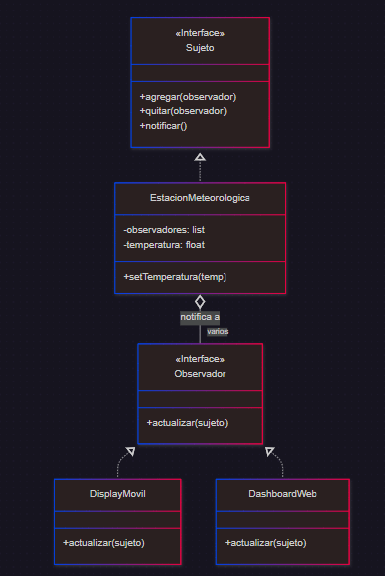 «Interface»
Sujeto
+agregar(observador)
+quitar(observador)
+notificar()
EstacionMeteorologica
-observadores: list
-temperatura: float
+setTemperatura(temp)
notifica a
varios
«Interface»
Observador
+actualizar(sujeto)
DisplayMovil
+actualizar(sujeto)
DashboardWeb
+actualizar(sujeto)